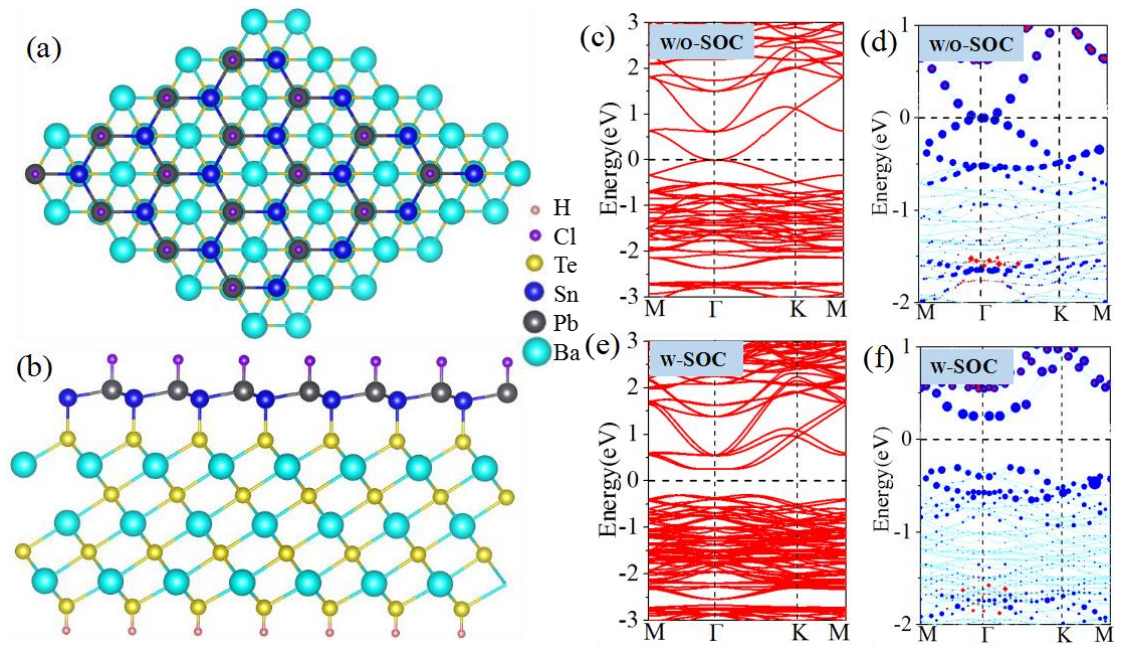 (a)
H
Cl
Te
Sn
Pb
Ba
(b)
(c)
w/o-SOC
Energy(eV)
3
2
1
0
-1
-2
3
M Γ K M
(d)
w/o-SOC
Energy(eV)
1
0
-1
-2
M Γ K M
(e)
w-SOC
Energy(eV)
3
2
1
0
-1
-2
3
M Γ K M
(f)
w-SOC
Energy(eV)
1
0
-1
-2
M Γ K M